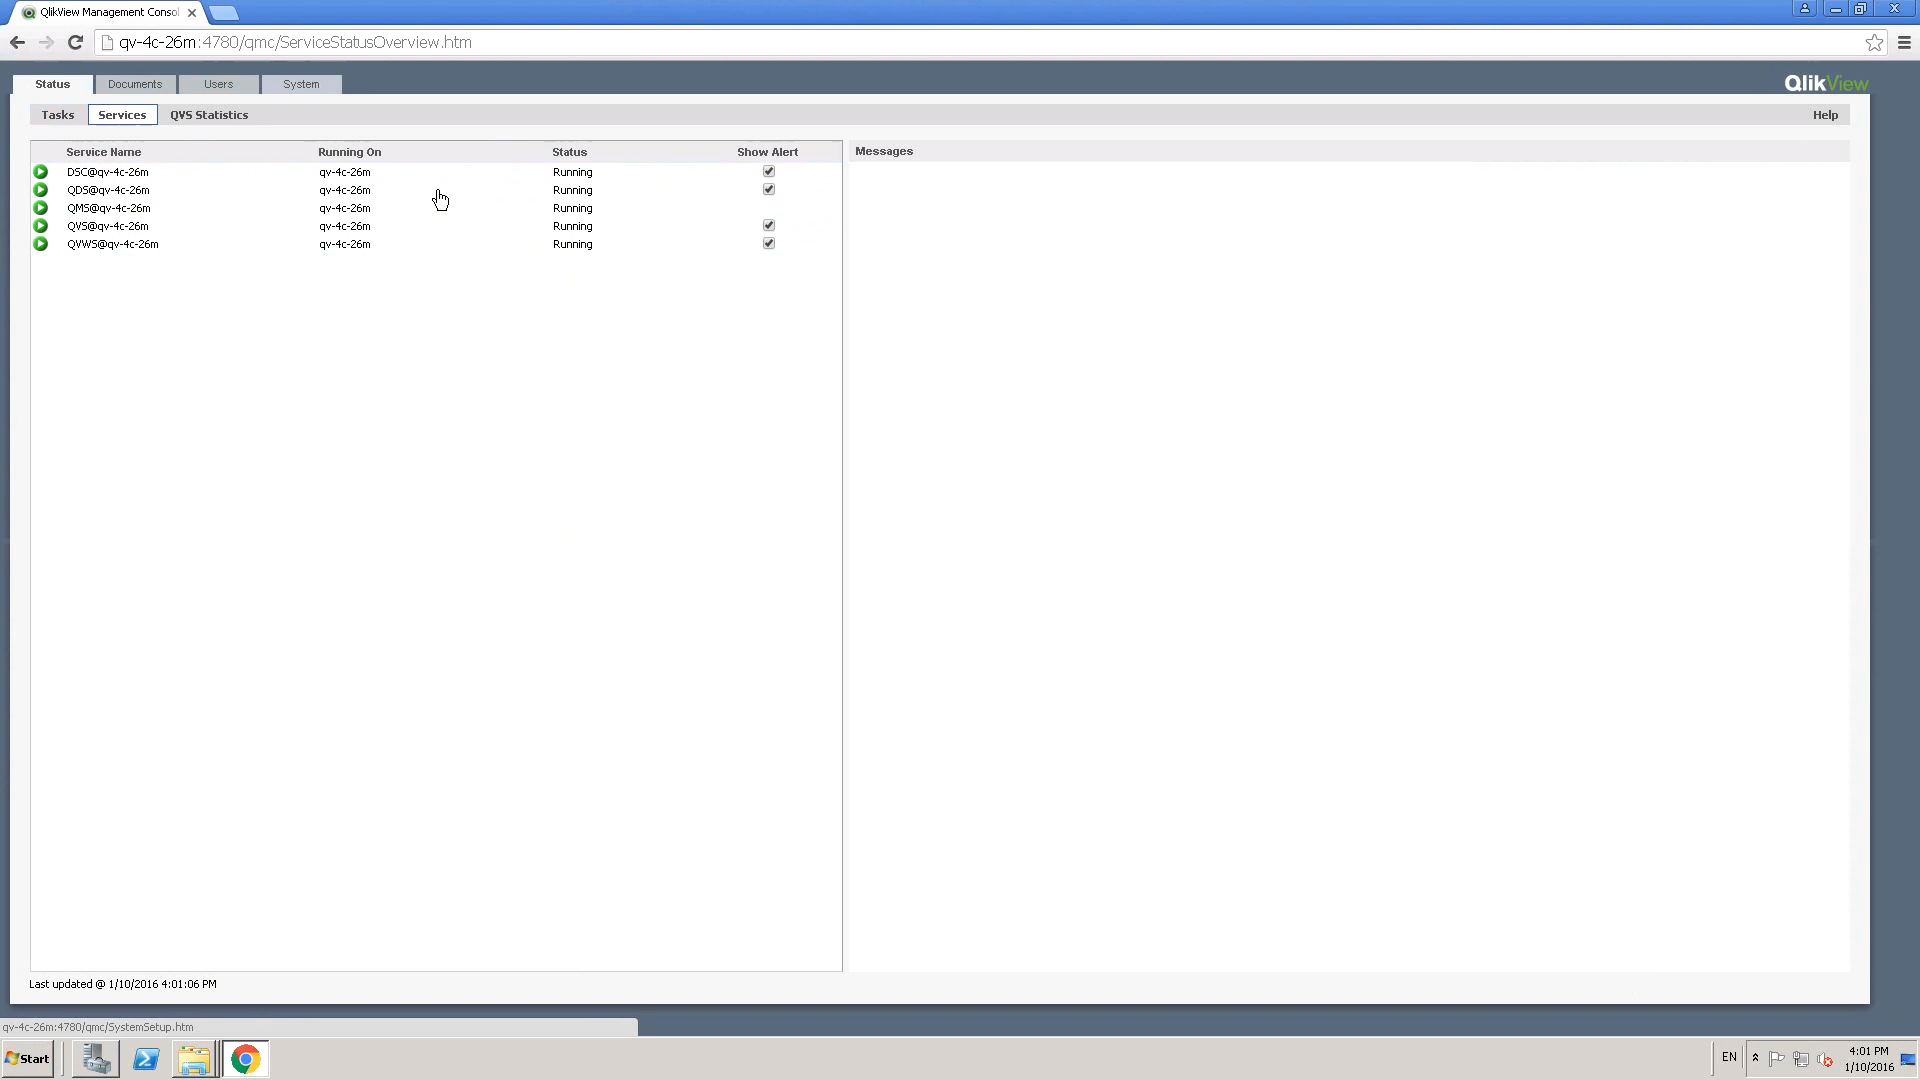 QlikView Management Consol
qv-4c-26m:4780/qmc/ServiceStatusOverview.htm
Status Documents Users System QlikView
Tasks Services QVS Statistics Help
Service Name Running On Status Show Alert Messages
DSC@qv-4c-26m qv-4c-26m Running
QDS@qv-4c-26m qv-4c-26m Running
QMS@qv-4c-26m qv-4c-26m Running
QVS@qv-4c-26m qv-4c-26m Running
QVWS@qv-4c-26m qv-4c-26m Running
Last updated @ 1/10/2016 4:01:06 PM
qv-4c-26m:4780/qmc/SystemSetup.htm
Start EN 4:01 PM
1/10/2016